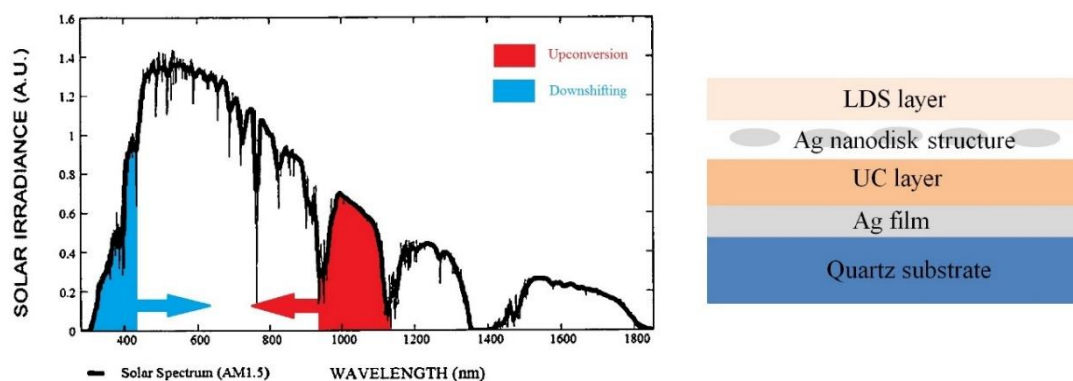 SOLAR IRRADIANCE (A.U.)
1.6
1.4
1.2
1
0.8
0.6
0.4
0.2
0
400
600
800
1000
1200
1400
1600
1800
Upconversion
Downshifting
Solar Spectrum (AM1.5)
WAVELENGTH (nm)
LDS layer
Ag nanodisk structure
UC layer
Ag film
Quartz substrate